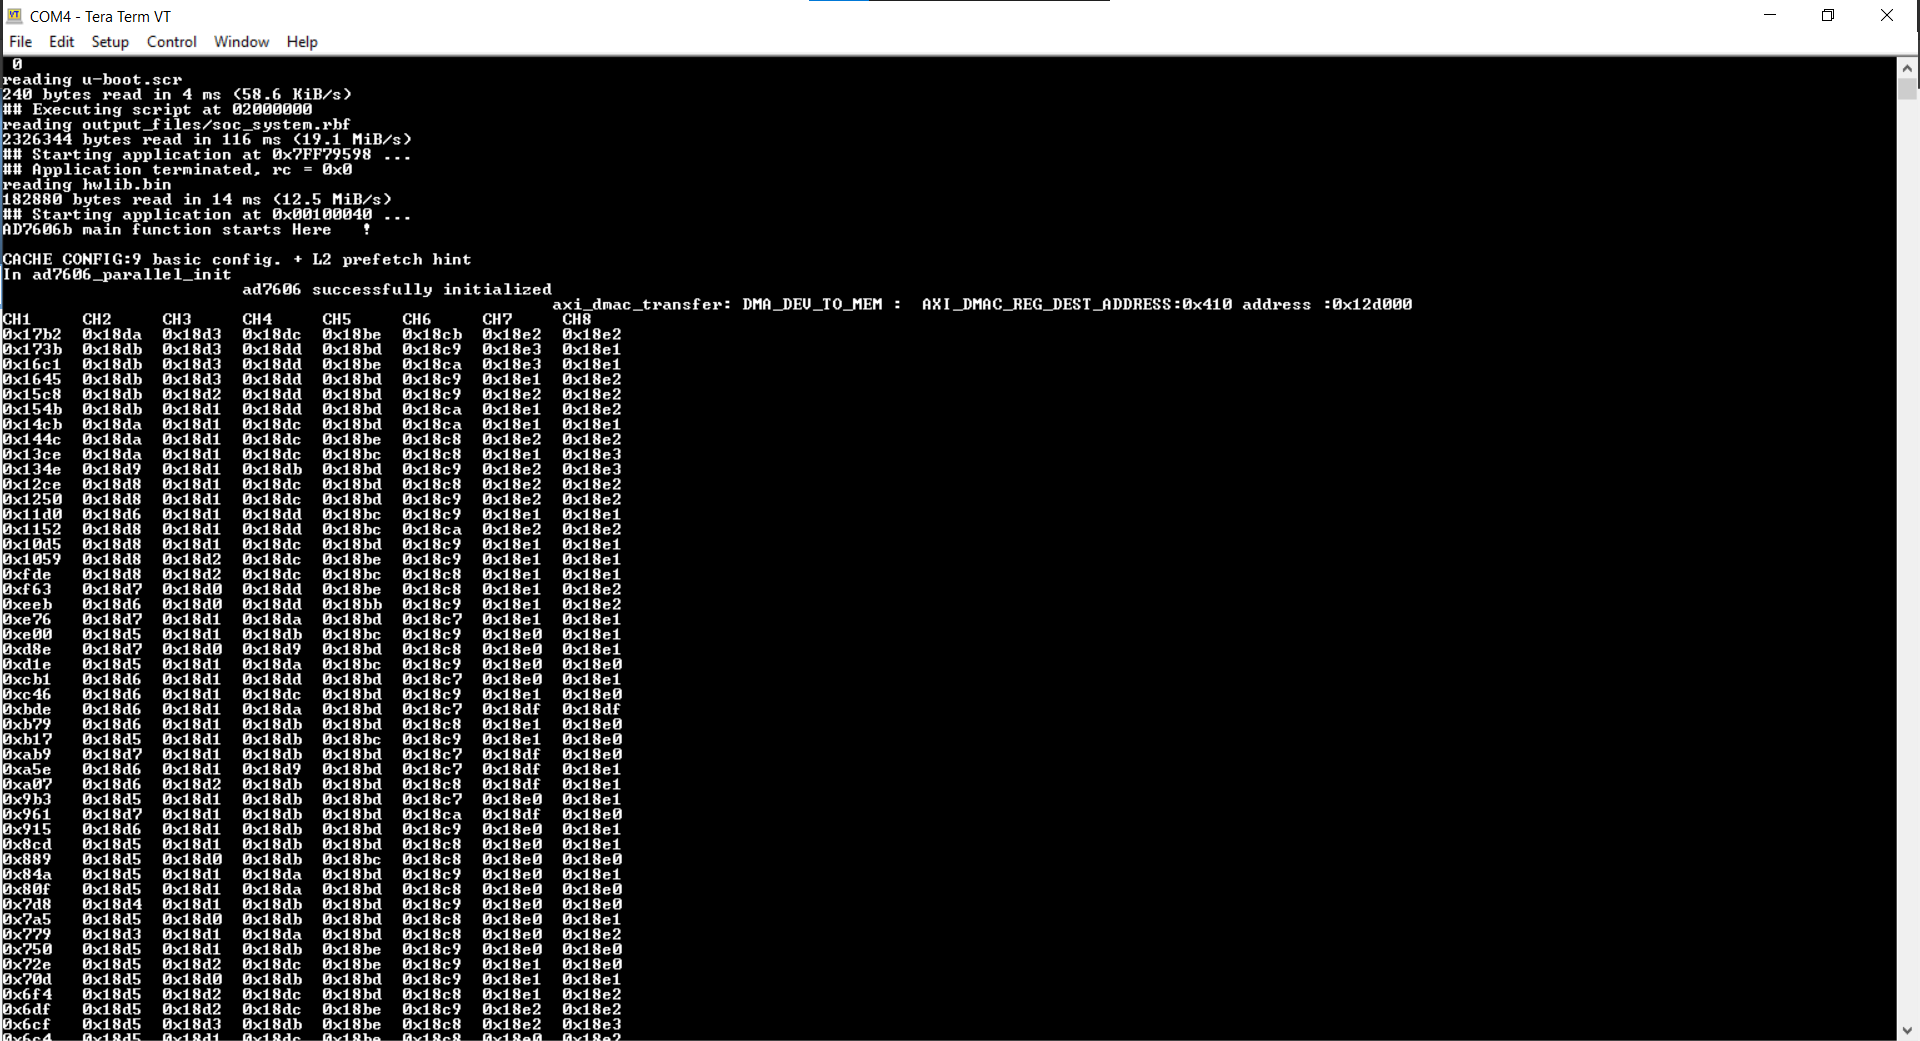 COM4 - Tera Term VT
File Edit Setup Control Window Help
0
reading u-boot.scr
240 bytes read in 4 ms (58.6 KiB/s)
## Executing script at 02000000
reading output_files/soc_system.rbf
2326344 bytes read in 116 ms (19.1 MiB/s)
## Starting application at 0x7FF79598 ...
## Application terminated, rc = 0x0
reading hwlib.bin
182880 bytes read in 14 ms (12.5 MiB/s)
## Starting application at 0x00100040 ...
AD7606b main function starts Here   !
CACHE CONFIG:9 basic config. + L2 prefetch hint
In ad7606_parallel_init
ad7606 successfully initialized
axi_dmac_transfer: DMA_DEV_TO_MEM :  AXI_DMAC_REG_DEST_ADDRESS:0x410 address :0x12d000
CH1 CH2 CH3 CH4 CH5 CH6 CH7 CH8
0x17b2 0x18da 0x18d3 0x18dc 0x18be 0x18cb 0x18e2 0x18e2
0x173b 0x18db 0x18d3 0x18dd 0x18bd 0x18c9 0x18e3 0x18e1
0x16c1 0x18db 0x18d3 0x18dd 0x18be 0x18ca 0x18e3 0x18e1
0x1645 0x18db 0x18d3 0x18dd 0x18bd 0x18c9 0x18e1 0x18e2
0x15c8 0x18db 0x18d2 0x18dd 0x18bd 0x18c9 0x18e2 0x18e2
0x154b 0x18db 0x18d1 0x18dd 0x18bd 0x18ca 0x18e1 0x18e2
0x14cb 0x18da 0x18d1 0x18dc 0x18bd 0x18ca 0x18e1 0x18e1
0x144c 0x18da 0x18d1 0x18dc 0x18be 0x18c8 0x18e2 0x18e2
0x13ce 0x18da 0x18d1 0x18dc 0x18bc 0x18c8 0x18e1 0x18e3
0x134e 0x18d9 0x18d1 0x18db 0x18bd 0x18c9 0x18e2 0x18e3
0x12ce 0x18d8 0x18d1 0x18dc 0x18bd 0x18c8 0x18e2 0x18e2
0x1250 0x18d8 0x18d1 0x18dc 0x18bd 0x18c9 0x18e2 0x18e2
0x11d0 0x18d6 0x18d1 0x18dd 0x18bc 0x18c9 0x18e1 0x18e1
0x1152 0x18d8 0x18d1 0x18dd 0x18bc 0x18ca 0x18e2 0x18e2
0x10d5 0x18d8 0x18d1 0x18dc 0x18bd 0x18c9 0x18e1 0x18e1
0x1059 0x18d8 0x18d2 0x18dc 0x18be 0x18c9 0x18e1 0x18e1
0xfde 0x18d8 0x18d2 0x18dc 0x18bc 0x18c8 0x18e1 0x18e1
0xf63 0x18d7 0x18d0 0x18dd 0x18be 0x18c8 0x18e1 0x18e2
0xeeb 0x18d6 0x18d0 0x18dd 0x18bb 0x18c9 0x18e1 0x18e2
0xe76 0x18d7 0x18d1 0x18da 0x18bd 0x18c7 0x18e1 0x18e1
0xe00 0x18d5 0x18d1 0x18db 0x18bc 0x18c9 0x18e0 0x18e1
0xd8e 0x18d7 0x18d0 0x18d9 0x18bd 0x18c8 0x18e0 0x18e1
0xd1e 0x18d5 0x18d1 0x18da 0x18bc 0x18c9 0x18e0 0x18e0
0xcb1 0x18d6 0x18d1 0x18dd 0x18bd 0x18c7 0x18e0 0x18e1
0xc46 0x18d6 0x18d1 0x18dc 0x18bd 0x18c9 0x18e1 0x18e0
0xbde 0x18d6 0x18d1 0x18da 0x18bd 0x18c7 0x18df 0x18df
0xb79 0x18d6 0x18d1 0x18db 0x18bd 0x18c8 0x18e1 0x18e0
0xb17 0x18d5 0x18d1 0x18db 0x18bc 0x18c9 0x18e1 0x18e0
0xab9 0x18d7 0x18d1 0x18db 0x18bd 0x18c7 0x18df 0x18e0
0xa5e 0x18d6 0x18d1 0x18d9 0x18bd 0x18c7 0x18df 0x18e1
0xa07 0x18d6 0x18d2 0x18db 0x18bd 0x18c8 0x18df 0x18e1
0x9b3 0x18d5 0x18d1 0x18db 0x18bd 0x18c7 0x18e0 0x18e1
0x961 0x18d7 0x18d1 0x18db 0x18bd 0x18ca 0x18df 0x18e0
0x915 0x18d6 0x18d1 0x18db 0x18bd 0x18c9 0x18e0 0x18e1
0x8cd 0x18d5 0x18d1 0x18db 0x18bd 0x18c8 0x18e0 0x18e1
0x889 0x18d5 0x18d0 0x18db 0x18bc 0x18c8 0x18e0 0x18e0
0x84a 0x18d5 0x18d1 0x18da 0x18bd 0x18c9 0x18e0 0x18e1
0x80f 0x18d5 0x18d1 0x18da 0x18bd 0x18c8 0x18e0 0x18e0
0x7d8 0x18d4 0x18d1 0x18db 0x18bd 0x18c9 0x18e0 0x18e0
0x7a5 0x18d5 0x18d0 0x18db 0x18bd 0x18c8 0x18e0 0x18e1
0x779 0x18d3 0x18d1 0x18da 0x18bd 0x18c8 0x18e0 0x18e2
0x750 0x18d5 0x18d1 0x18db 0x18be 0x18c9 0x18e0 0x18e0
0x72e 0x18d5 0x18d2 0x18dc 0x18be 0x18c9 0x18e1 0x18e0
0x70d 0x18d5 0x18d0 0x18db 0x18bd 0x18c9 0x18e1 0x18e1
0x6f4 0x18d5 0x18d2 0x18dc 0x18bd 0x18c8 0x18e1 0x18e2
0x6df 0x18d5 0x18d2 0x18dc 0x18be 0x18c9 0x18e2 0x18e2
0x6cf 0x18d5 0x18d3 0x18db 0x18be 0x18c8 0x18e2 0x18e3
0x6c4 0x18d5 0x18d1 0x18dc 0x18be 0x18c8 0x18e0 0x18e2